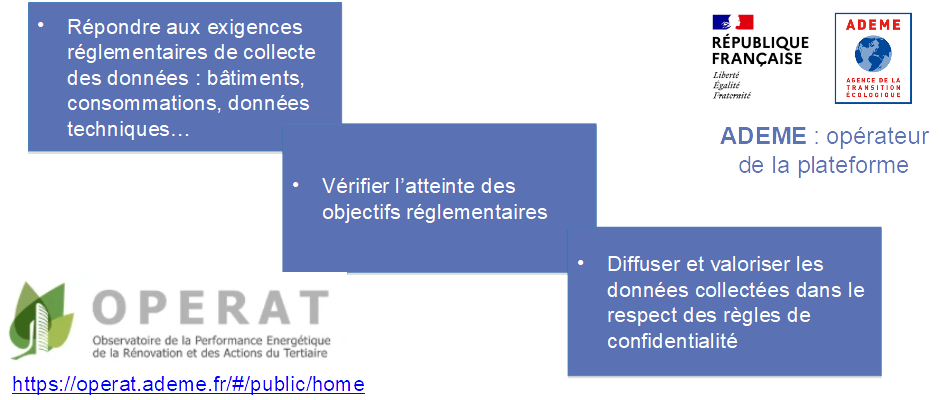 • Répondre aux exigences
réglementaires de collecte
des données : bâtiments,
consommations, données
techniques…
RÉPUBLIQUE
FRANÇAISE
Liberté
Égalité
Fraternité
ADEME
AGENCE DE LA
TRANSITION
ÉCOLOGIQUE
ADEME : opérateur
de la plateforme
• Vérifier l’atteinte des
objectifs réglementaires
• Diffuser et valoriser les
données collectées dans le
respect des règles de
confidentialité
OPERAT
Observatoire de la Performance Energétique
de la Rénovation et des Actions du Tertiaire
https://operat.ademe.fr/#/public/home